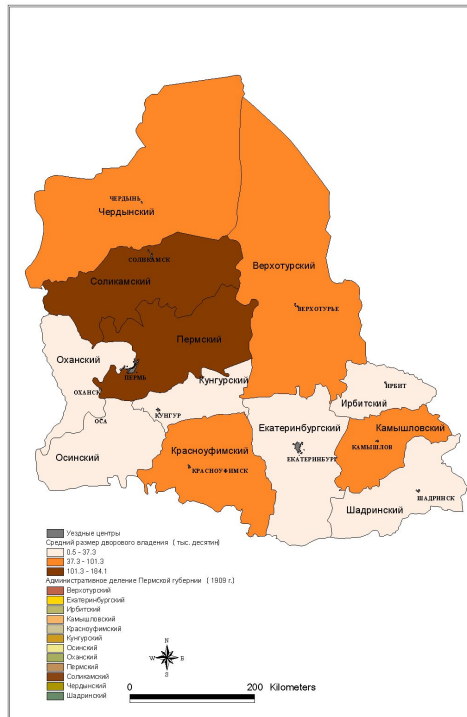 ЧЕРДЫНЬ
Чердынский
СОЛИКАМСК
Соликамский
Верхотурский
ВЕРХОТУРЬЕ
Пермский
Оханский
ПЕРМЬ
Кунгурский
ИРБИТ
ОХАНСК
Ирбитский
КУНГУР
ОСА
Екатеринбургский
Камышловский
Красноуфимский
КАМЫШЛОВ
Осинский
ЕКАТЕРИНБУРГ
КРАСНОУФИМСК
ШАДРИНСК
Шадринский
Уездные центры
Средний размер дворового владения ( тыс. десятин)
0.5 - 37.3
37.3 - 101.3
101.3 - 184.1
Административное деление Пермской губернии ( 1909 г.)
Верхотурский
Екатеринбургский
Ирбитский
Камышловский
Красноуфимский
Кунгурский
Осинский
Оханский
Пермский
Соликамский
Чердынский
Шадринский
N
W E
S
0 200 Kilometers